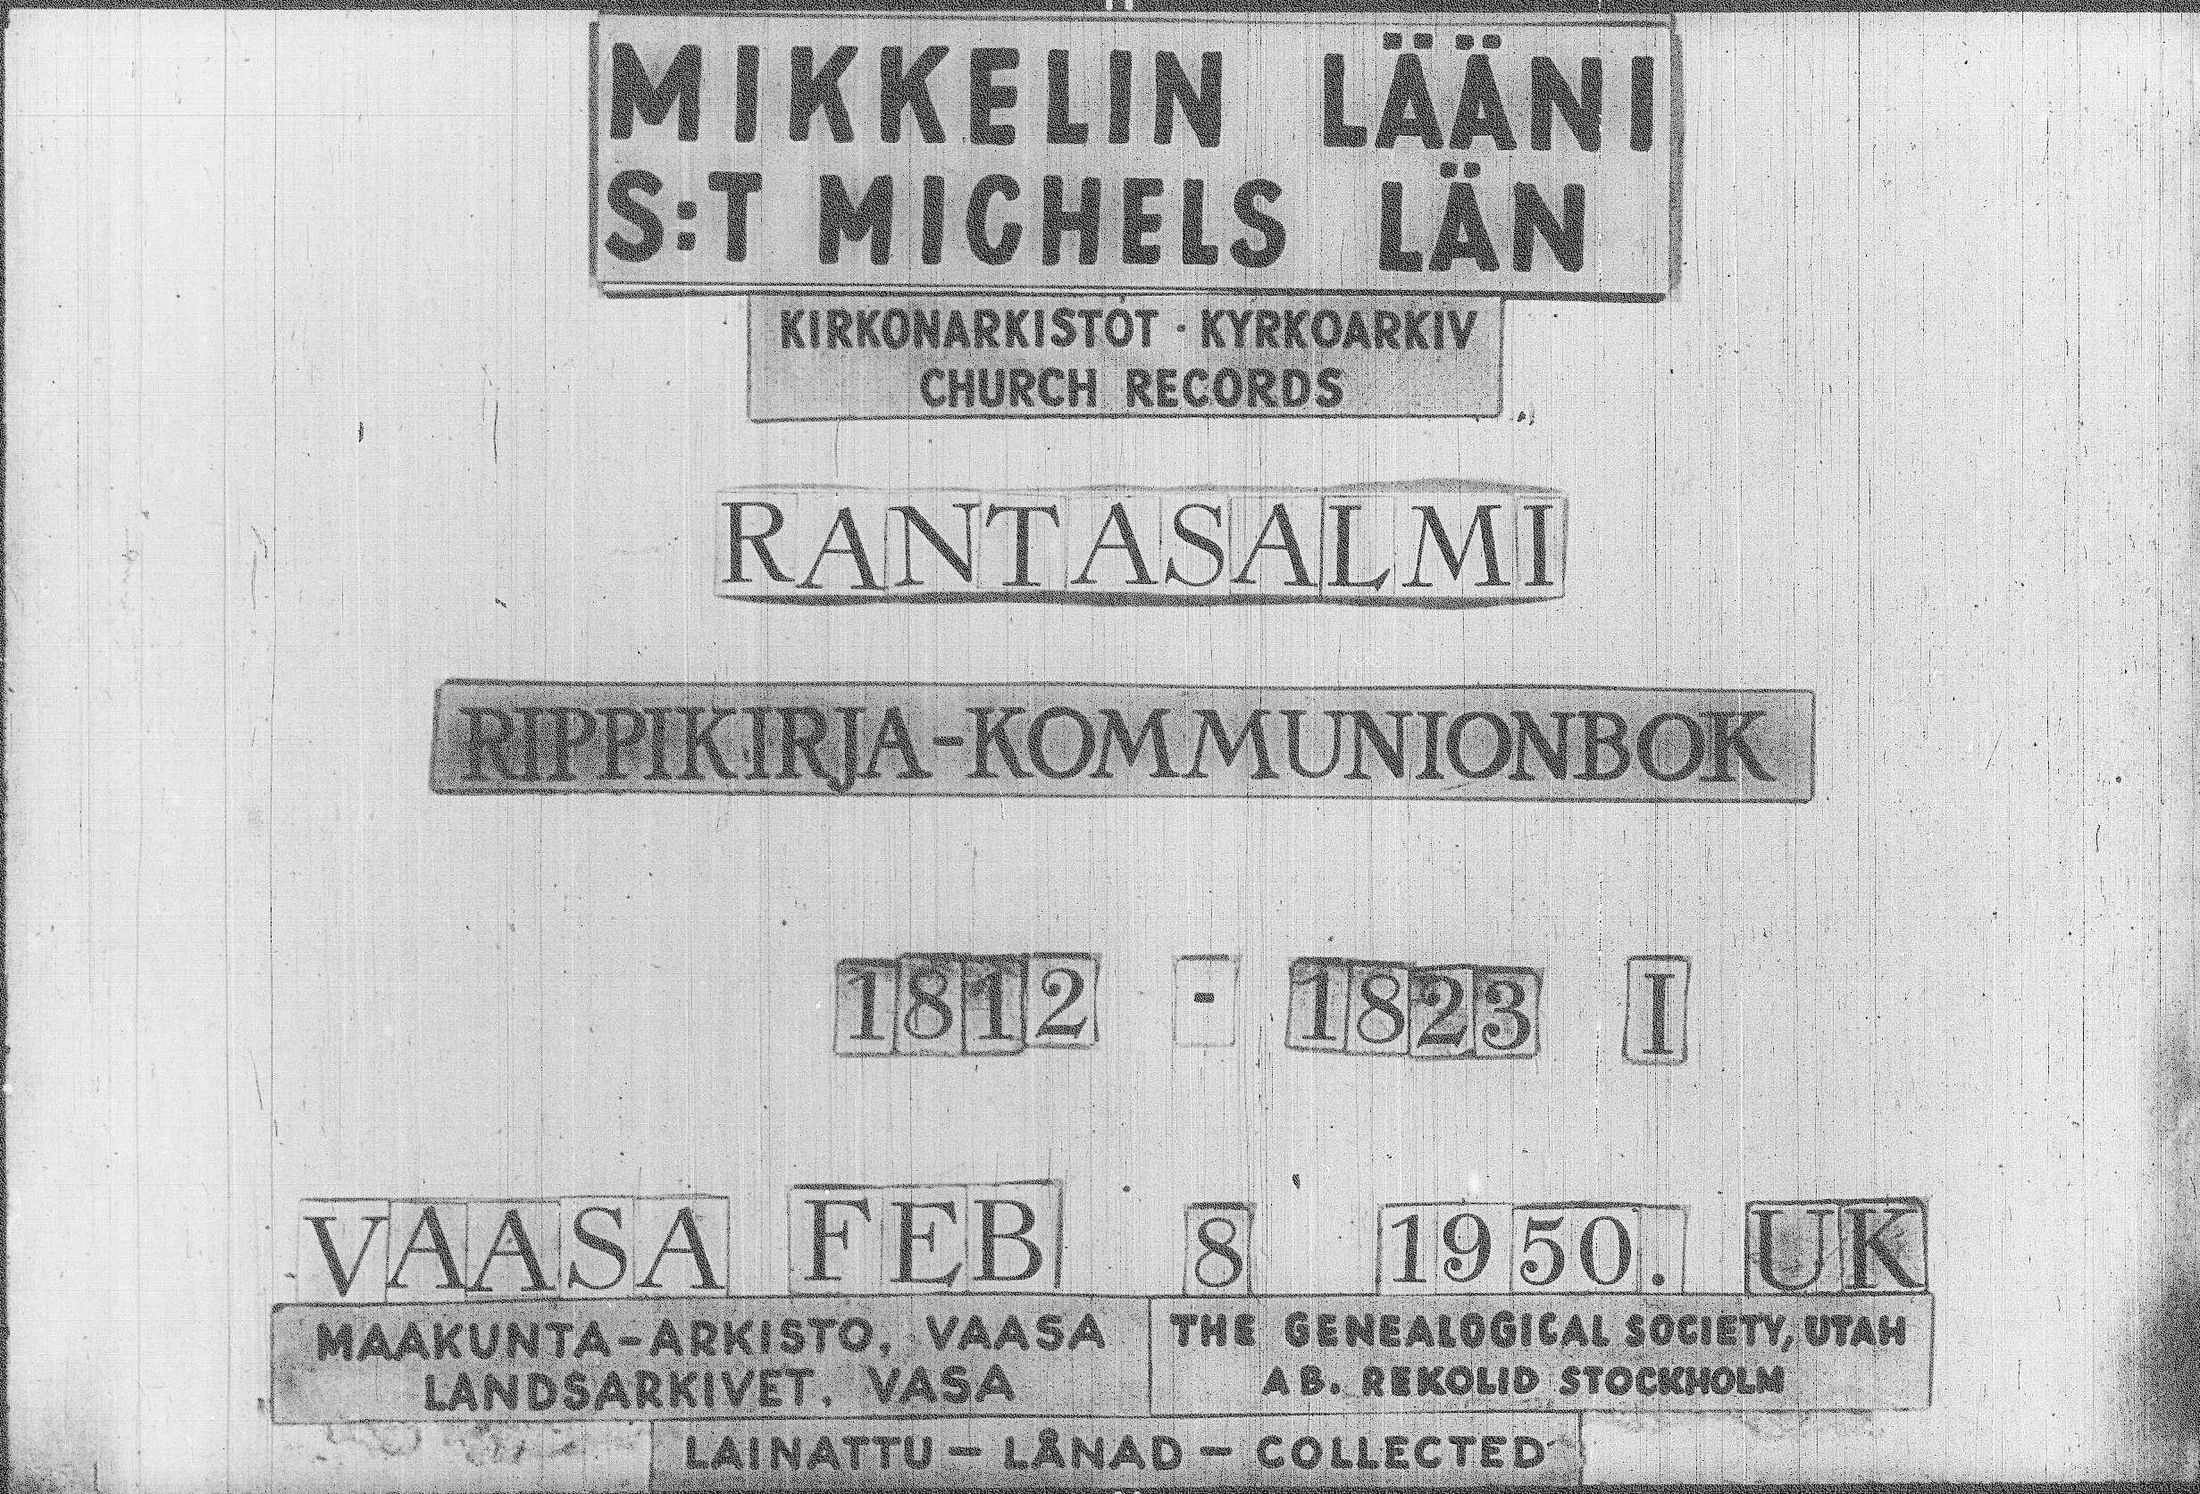 MIKKELIN LÄÄNI
S:T MICHELS LÄN
KIRKONARKISTOT · KYRKOARKIV
CHURCH RECORDS
RANTASALMI
RIPPIKIRJA-KOMMUNIONBOK
1812 - 1823 I
VAASA FEB 8 1950. UK
MAAKUNTA-ARKISTO, VAASA
LANDSARKIVET, VASA
THE GENEALOGICAL SOCIETY, UTAH
AB. REKOLID STOCKHOLM
LAINATTU - LÅNAD - COLLECTED